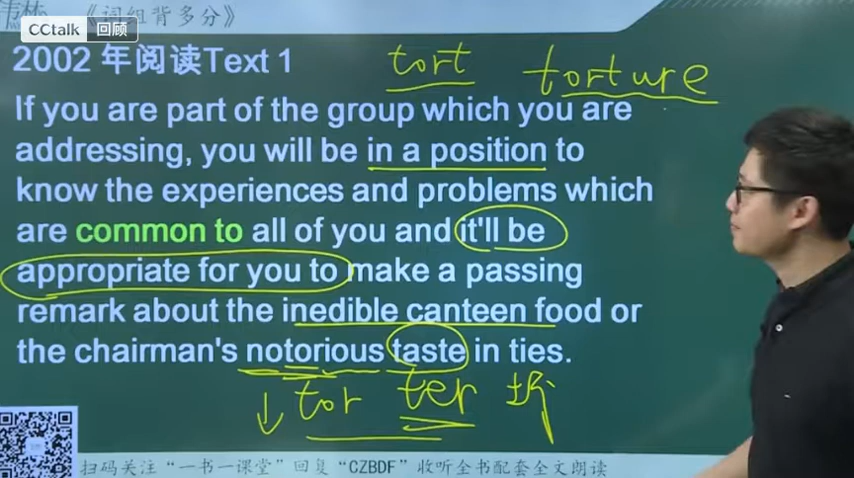 《词组背多分》
CCtalk 回顾
2002 年阅读Text 1
tort torture
If you are part of the group which you are
addressing, you will be in a position to
know the experiences and problems which
are common to all of you and it'll be
appropriate for you to make a passing
remark about the inedible canteen food or
the chairman's notorious taste in ties.
↓ tor ter
扫码关注“一书一课堂”回复“CZBDF”收听全书配套全文朗读